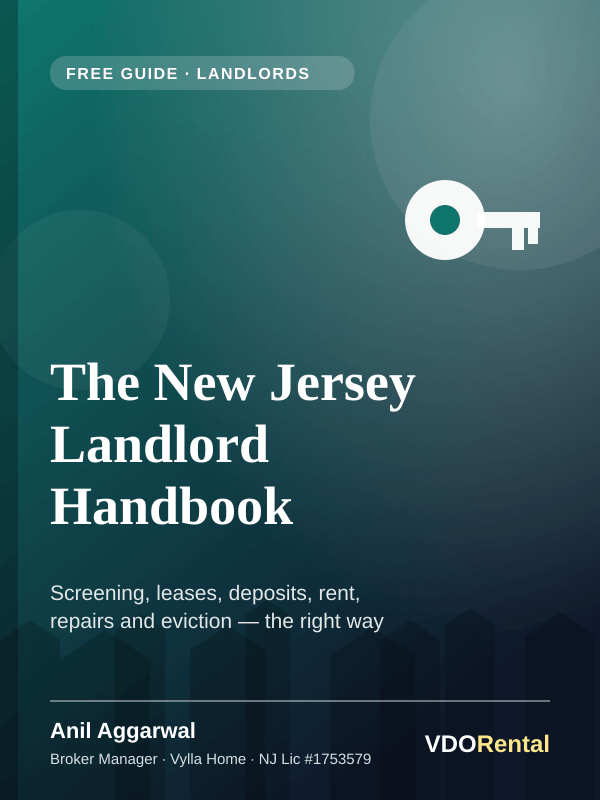 FREE GUIDE · LANDLORDS
The New Jersey
Landlord
Handbook
Screening, leases, deposits, rent,
repairs and eviction — the right way
Anil Aggarwal
Broker Manager · Vylla Home · NJ Lic #1753579
VDORental